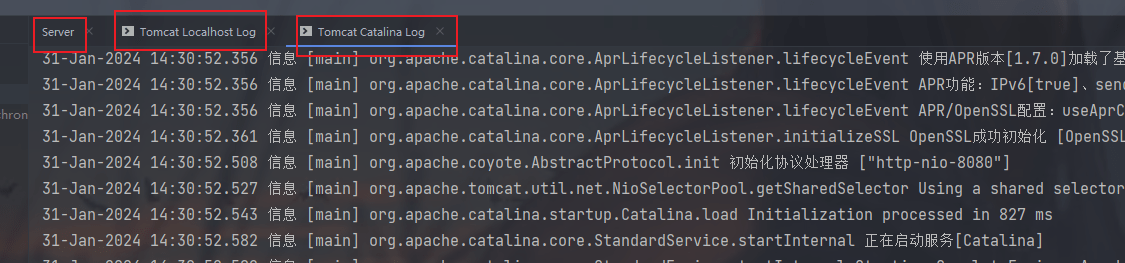 Server
Tomcat Localhost Log
Tomcat Catalina Log
chron
31-Jan-2024 14:30:52.356 信息 [main] org.apache.catalina.core.AprLifecycleListener.lifecycleEvent 使用APR版本[1.7.0]加载了基
31-Jan-2024 14:30:52.356 信息 [main] org.apache.catalina.core.AprLifecycleListener.lifecycleEvent APR功能：IPv6[true]、send
31-Jan-2024 14:30:52.356 信息 [main] org.apache.catalina.core.AprLifecycleListener.lifecycleEvent APR/OpenSSL配置：useAprC
31-Jan-2024 14:30:52.361 信息 [main] org.apache.catalina.core.AprLifecycleListener.initializeSSL OpenSSL成功初始化 [OpenSSL
31-Jan-2024 14:30:52.508 信息 [main] org.apache.coyote.AbstractProtocol.init 初始化协议处理器 ["http-nio-8080"]
31-Jan-2024 14:30:52.527 信息 [main] org.apache.tomcat.util.net.NioSelectorPool.getSharedSelector Using a shared selector
31-Jan-2024 14:30:52.543 信息 [main] org.apache.catalina.startup.Catalina.load Initialization processed in 827 ms
31-Jan-2024 14:30:52.582 信息 [main] org.apache.catalina.core.StandardService.startInternal 正在启动服务[Catalina]